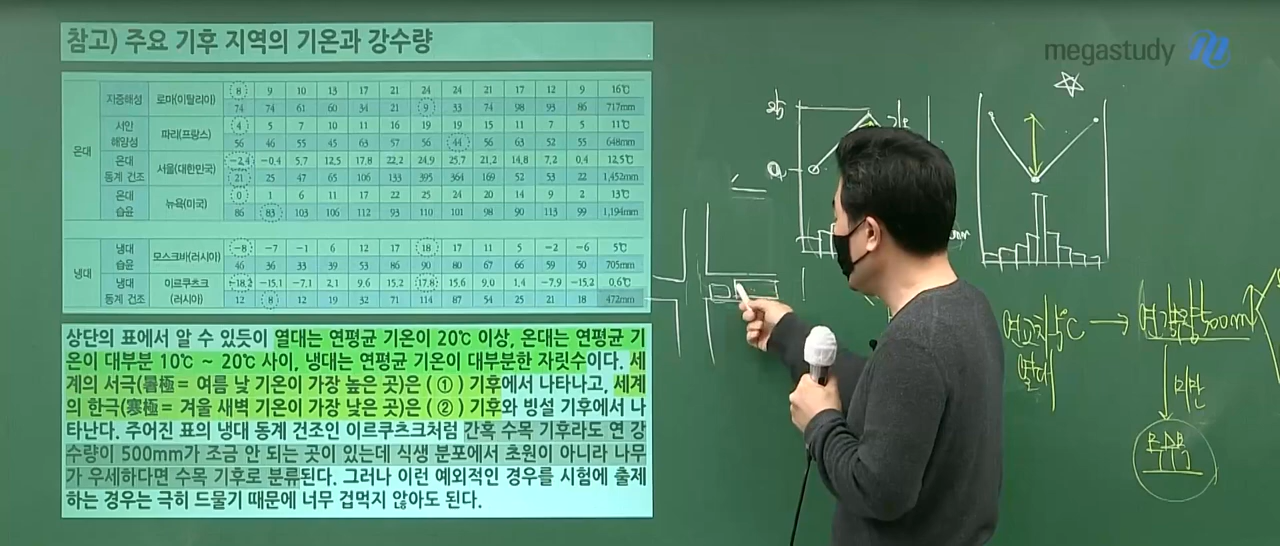 참고) 주요 기후 지역의 기온과 강수량
megastudy
온대 지중해성 로마(이탈리아) 8 9 10 13 17 21 24 24 21 17 12 9 16℃
74 74 61 60 34 21 9 33 74 98 93 86 717mm
서안 해양성 파리(프랑스) 4 5 7 10 11 16 19 19 15 11 7 5 11℃
56 46 55 45 63 57 56 44 56 63 52 55 648mm
온대 동계 건조 서울(대한민국) -2.4 -0.4 5.7 12.5 17.8 22.2 24.9 25.7 21.2 14.8 7.2 0.4 12.5℃
21 25 47 65 106 133 395 364 169 52 53 22 1,452mm
온대 습윤 뉴욕(미국) 0 1 6 11 17 22 25 24 20 14 9 2 13℃
86 83 103 106 112 93 110 101 98 90 113 99 1,194mm
냉대 냉대 습윤 모스크바(러시아) -8 -7 -1 6 12 17 18 17 11 5 -2 -6 5℃
46 36 33 39 53 86 90 80 67 66 59 50 705mm
냉대 동계 건조 이르쿠츠크 (러시아) -18.2 -15.1 -7.1 2.1 9.6 15.2 17.8 15.6 9.0 1.4 -7.9 -15.2 0.6℃
12 8 12 18 34 71 114 87 54 25 21 20 472mm
상단의 표에서 알 수 있듯이 열대는 연평균 기온이 20℃ 이상, 온대는 연평균 기
온이 대부분 10℃ ~ 20℃ 사이, 냉대는 연평균 기온이 대부분한 자릿수이다. 세
계의 서극(暑極= 여름 낮 기온이 가장 높은 곳)은 ( ① ) 기후에서 나타나고, 세계
의 한극(寒極= 겨울 새벽 기온이 가장 낮은 곳)은 ( ② ) 기후와 빙설 기후에서 나
타난다. 주어진 표의 냉대 동계 건조인 이르쿠츠크처럼 간혹 수목 기후라도 연 강
수량이 500mm가 조금 안 되는 곳이 있는데 식생 분포에서 초원이 아니라 나무
가 우세하다면 수목 기후로 분류된다. 그러나 이런 예외적인 경우를 시험에 출제
하는 경우는 극히 드물기 때문에 너무 겁먹지 않아도 된다.
미만